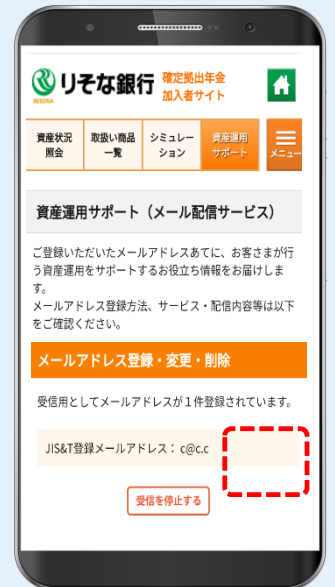 りそな銀行
RESONA
確定拠出年金
加入者サイト
資産状況
照会
取扱い商品
一覧
シミュレー
ション
資産運用
サポート
メニュー
資産運用サポート（メール配信サービス）
ご登録いただいたメールアドレスあてに、お客さまが行
う資産運用をサポートするお役立ち情報をお届けしま
す。
メールアドレス登録方法、サービス・配信内容等は以下
をご確認ください。
メールアドレス登録・変更・削除
受信用としてメールアドレスが１件登録されています。
JIS&T登録メールアドレス： c@c.c
受信を停止する